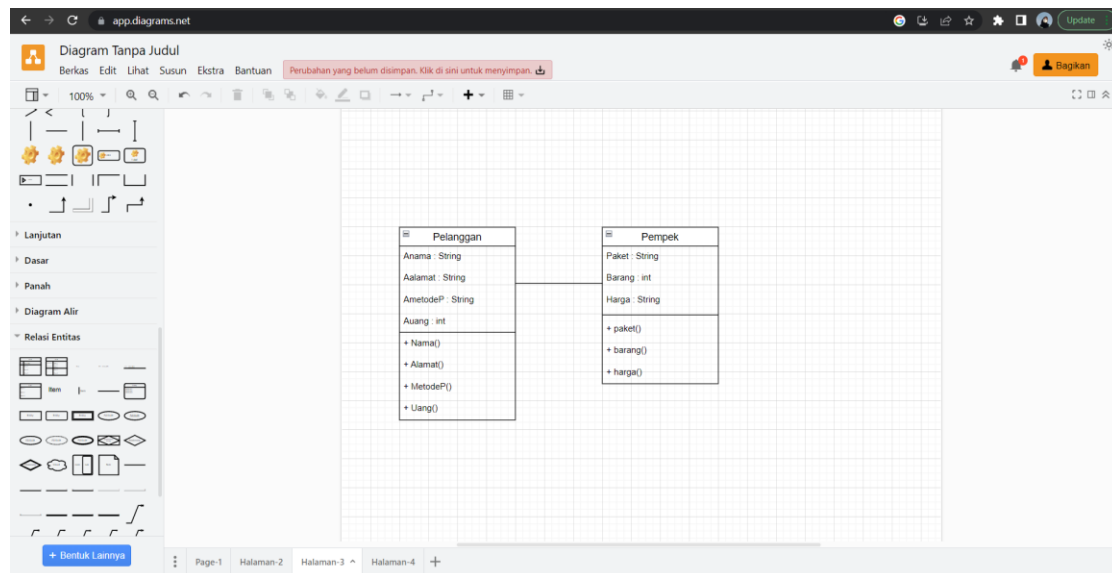 app.diagrams.net
Update
Diagram Tanpa Judul
Berkas Edit Lihat Susun Ekstra Bantuan
Perubahan yang belum disimpan. Klik di sini untuk menyimpan.
Bagikan
100%
Lanjutan
Dasar
Panah
Diagram Alir
Relasi Entitas
Item
+ Bentuk Lainnya
Pelanggan
Anama : String
Aalamat : String
AmetodeP : String
Auang : int
+ Nama()
+ Alamat()
+ MetodeP()
+ Uang()
Pempek
Paket : String
Barang : int
Harga : String
+ paket()
+ barang()
+ harga()
Page-1 Halaman-2 Halaman-3 Halaman-4